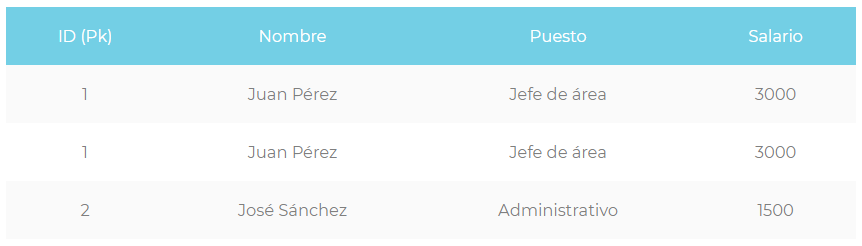 ID (Pk) Nombre Puesto Salario
1 Juan Pérez Jefe de área 3000
1 Juan Pérez Jefe de área 3000
2 José Sánchez Administrativo 1500